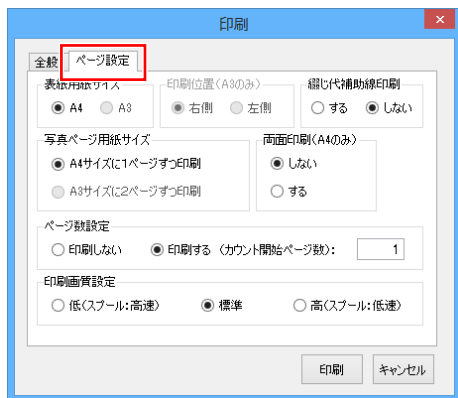 印刷
×
全般 ページ設定
表紙用紙サイズ 印刷位置(A3のみ) 綴じ代補助線印刷
A4 A3 右側 左側 する しない
写真ページ用紙サイズ 両面印刷(A4のみ)
A4サイズに1ページずつ印刷 しない
A3サイズに2ページずつ印刷 する
ページ数設定
印刷しない 印刷する (カウント開始ページ数): 1
印刷画質設定
低(スプール:高速) 標準 高(スプール:低速)
印刷 キャンセル